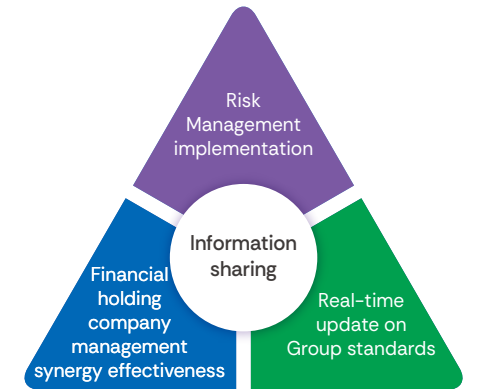 Risk
Management
implementation
Information
sharing
Financial
holding
company
management
synergy effectiveness
Real-time
update on
Group standards